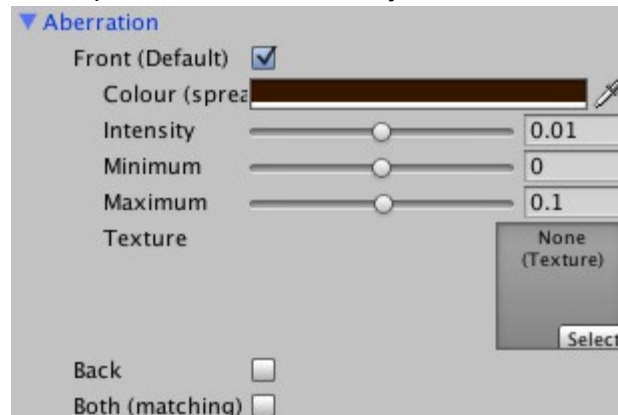 Aberration
Front (Default)
Colour (sprea
Intensity 0.01
Minimum 0
Maximum 0.1
Texture None
(Texture)
Select
Back
Both (matching)